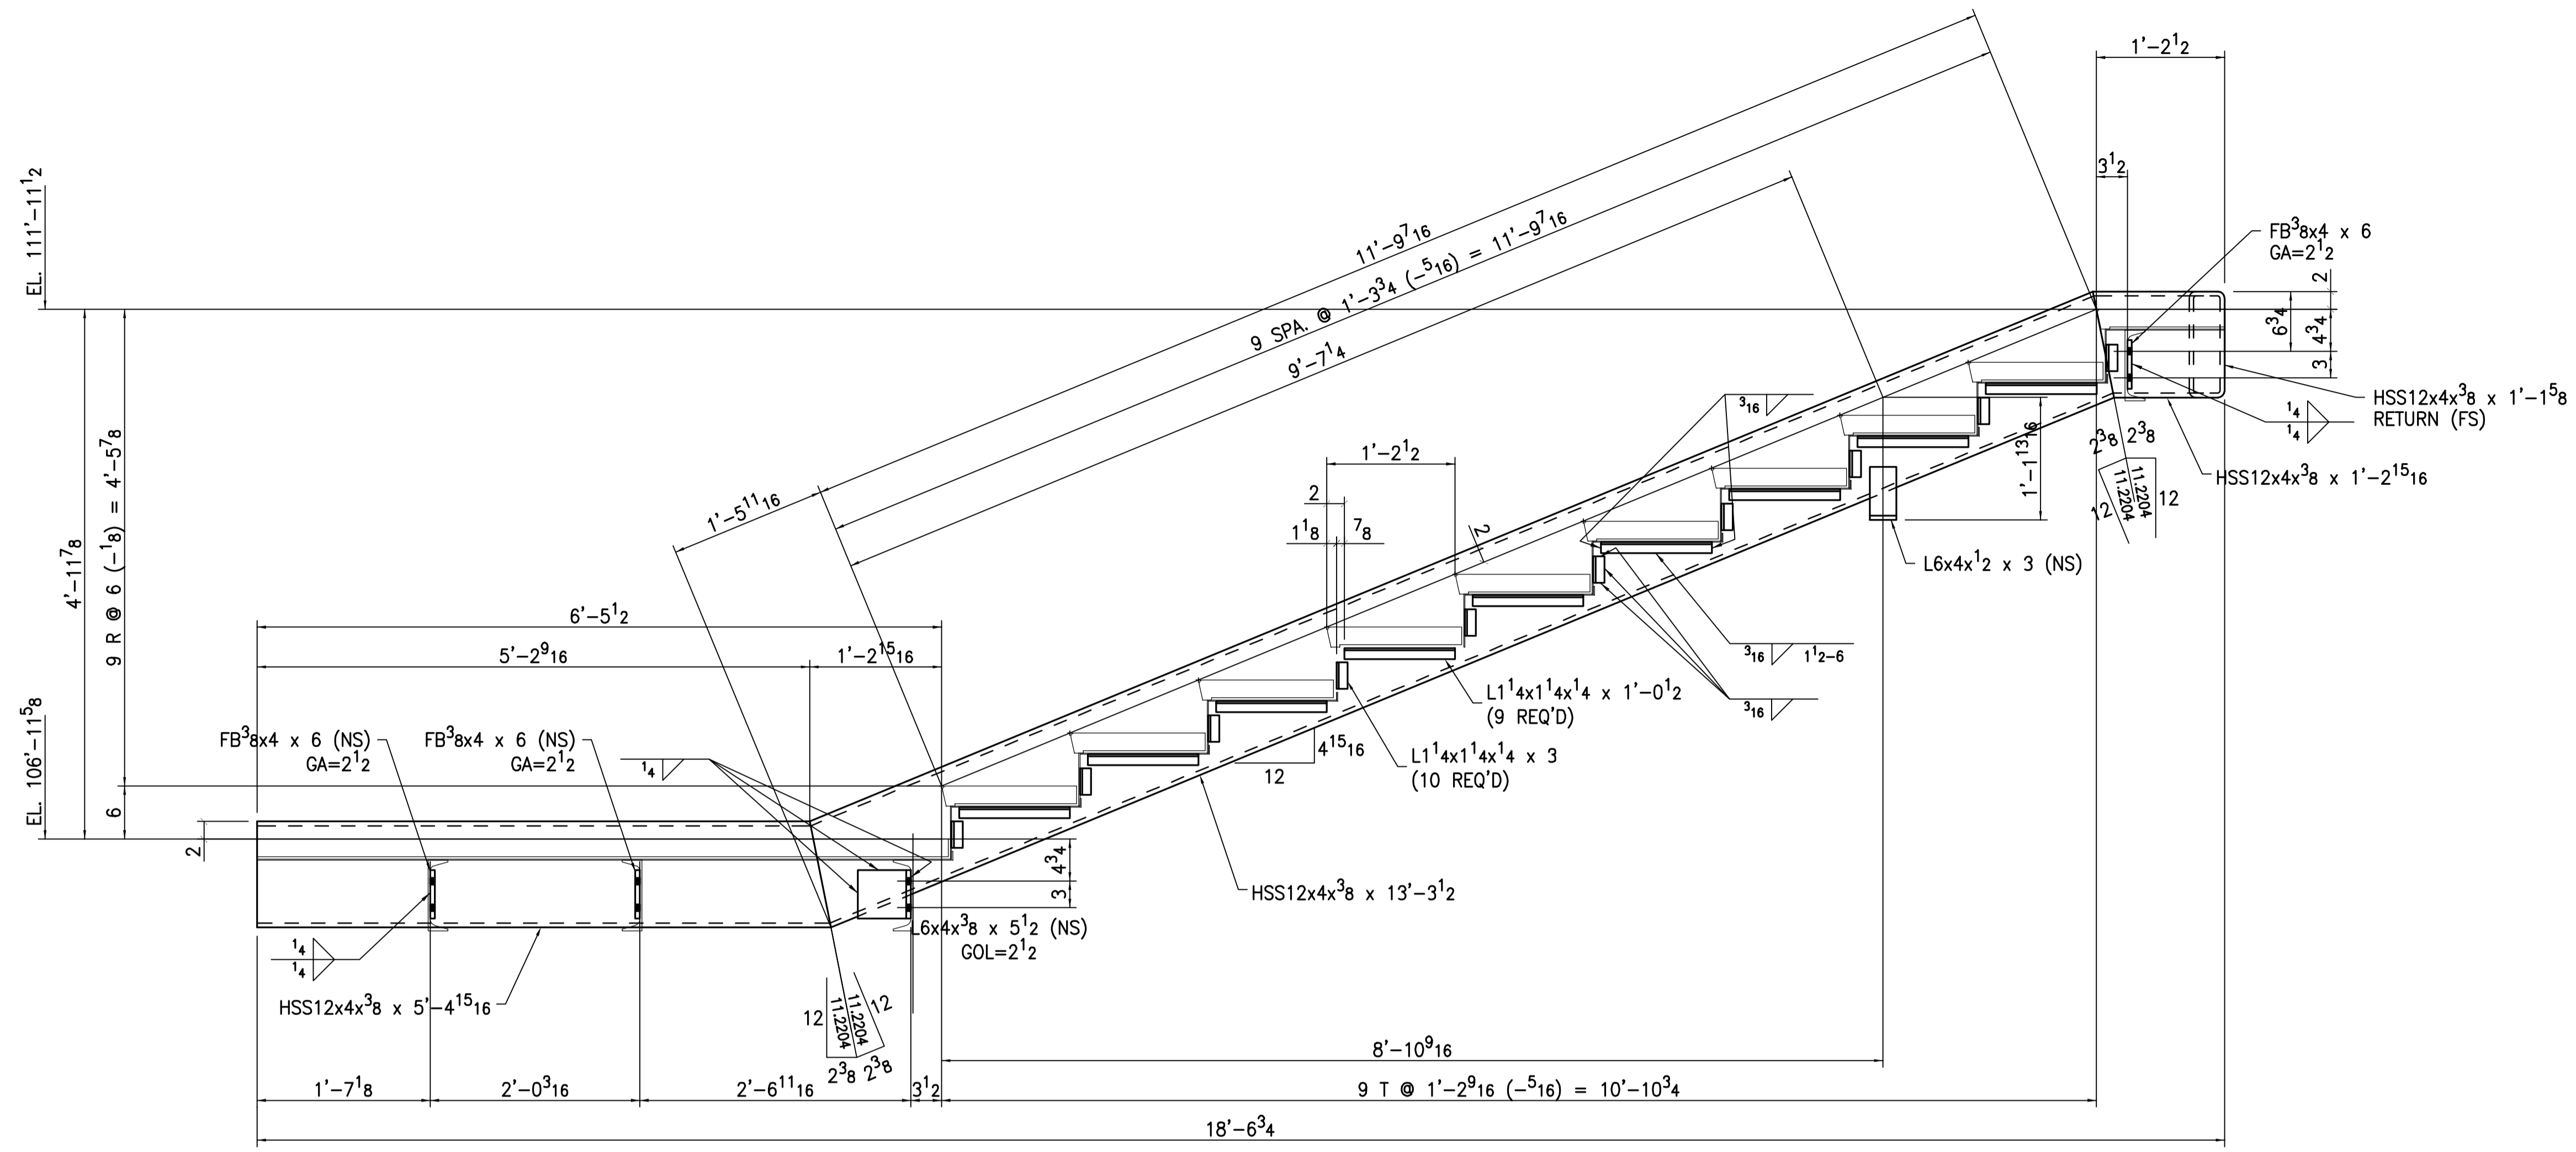 1'-2 1/2
3 1/2
FB3/8x4 x 6
GA=2 1/2
2
6 3/4
4 3/4
3
EL. 111'-11 1/2
11'-9 7/16
9 SPA. @ 1'-3 3/4 (-5/16) = 11'-9 7/16
9'-7 1/4
1'-5 11/16
HSS12x4x3/8 x 1'-1 5/8
RETURN (FS)
1/4
1/4
HSS12x4x3/8 x 1'-2 15/16
2 3/8
2 3/8
12
11.2204
11.2204
12
3/16
1'-1 13/16
L6x4x1/2 x 3 (NS)
1'-2 1/2
2
1 1/8
7/8
2
4'-11 7/8
9 R @ 6 (-1/8) = 4'-5 7/8
6'-5 1/2
5'-2 9/16
1'-2 15/16
3/16
1 1/2-6
3/16
L1 1/4x1 1/4x1/4 x 1'-0 1/2
(9 REQ'D)
L1 1/4x1 1/4x1/4 x 3
(10 REQ'D)
4 15/16
12
EL. 106'-11 5/8
6
2
FB3/8x4 x 6 (NS)
GA=2 1/2
FB3/8x4 x 6 (NS)
GA=2 1/2
1/4
4 3/4
3
HSS12x4x3/8 x 13'-3 1/2
L6x4x3/8 x 5 1/2 (NS)
GOL=2 1/2
1/4
1/4
HSS12x4x3/8 x 5'-4 15/16
12
11.2204
11.2204
12
2 3/8
2 3/8
8'-10 9/16
1'-7 1/8
2'-0 3/16
2'-6 11/16
3 1/2
9 T @ 1'-2 9/16 (-5/16) = 10'-10 3/4
18'-6 3/4